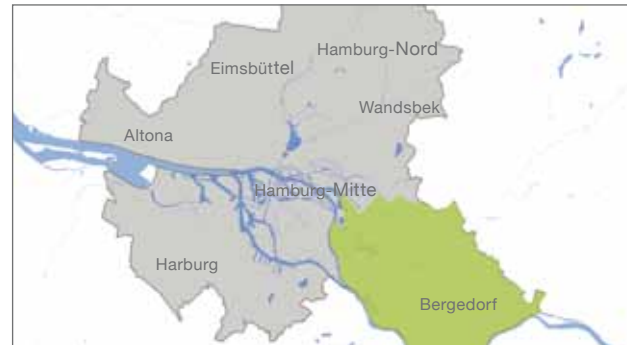 Hamburg-Nord
Eimsbüttel
Wandsbek
Altona
Hamburg-Mitte
Harburg
Bergedorf